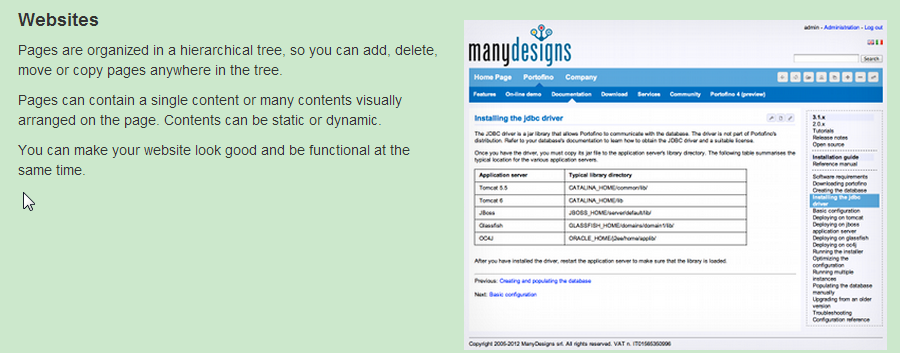 Websites
Pages are organized in a hierarchical tree, so you can add, delete,
move or copy pages anywhere in the tree.
Pages can contain a single content or many contents visually
arranged on the page. Contents can be static or dynamic.
You can make your website look good and be functional at the
same time.
admin - Administration - Log out
manydesigns
Search
Home Page Portofino Company
Features On-line demo Documentation Download Services Community Portofino 4 (preview)
Installing the jdbc driver
The JDBC driver is a jar library that allows Portofino to communicate with the database. The driver is not part of Portofino's
distribution. Refer to your database's documentation to learn how to obtain the JDBC driver and a suitable license.
Once you have the driver, you must copy its jar file to the application server's library directory. The following table summarises the
typical location for the various application servers.
Application server Typical library directory
Tomcat 5.5 CATALINA_HOME/common/lib/
Tomcat 6 CATALINA_HOME/lib
JBoss JBOSS_HOME/server/default/lib/
Glassfish GLASSFISH_HOME/domains/domain1/lib/
OC4J ORACLE_HOME/j2ee/home/applib/
After you have installed the driver, restart the application server to make sure that the library is loaded.
Previous: Creating and populating the database
Next: Basic configuration
3.1.x
2.0.x
Tutorials
Release notes
Open source
Installation guide
Reference manual
Software requirements
Downloading portofino
Creating the database
Installing the jdbc
driver
Basic configuration
Deploying on tomcat
Deploying on jboss
application server
Deploying on glassfish
Deploying on oc4j
Running the installer
Optimizing the
configuration
Running multiple
instances
Populating the database
manually
Upgrading from an older
version
Troubleshooting
Configuration reference
Copyright 2005-2012 ManyDesigns srl. All rights reserved. VAT n. IT01565350996